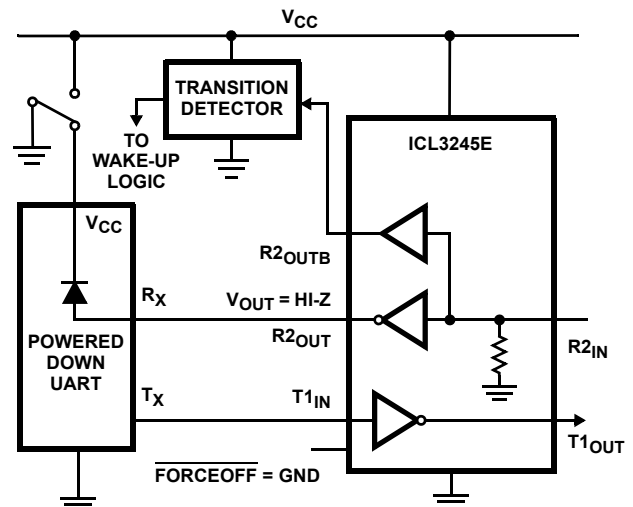 VCC
TRANSITION
DETECTOR
TO
WAKE-UP
LOGIC
ICL3245E
VCC
R2OUTB
RX
VOUT = HI-Z
R2OUT
R2IN
POWERED
DOWN
UART
TX
T1IN
T1OUT
FORCEOFF = GND